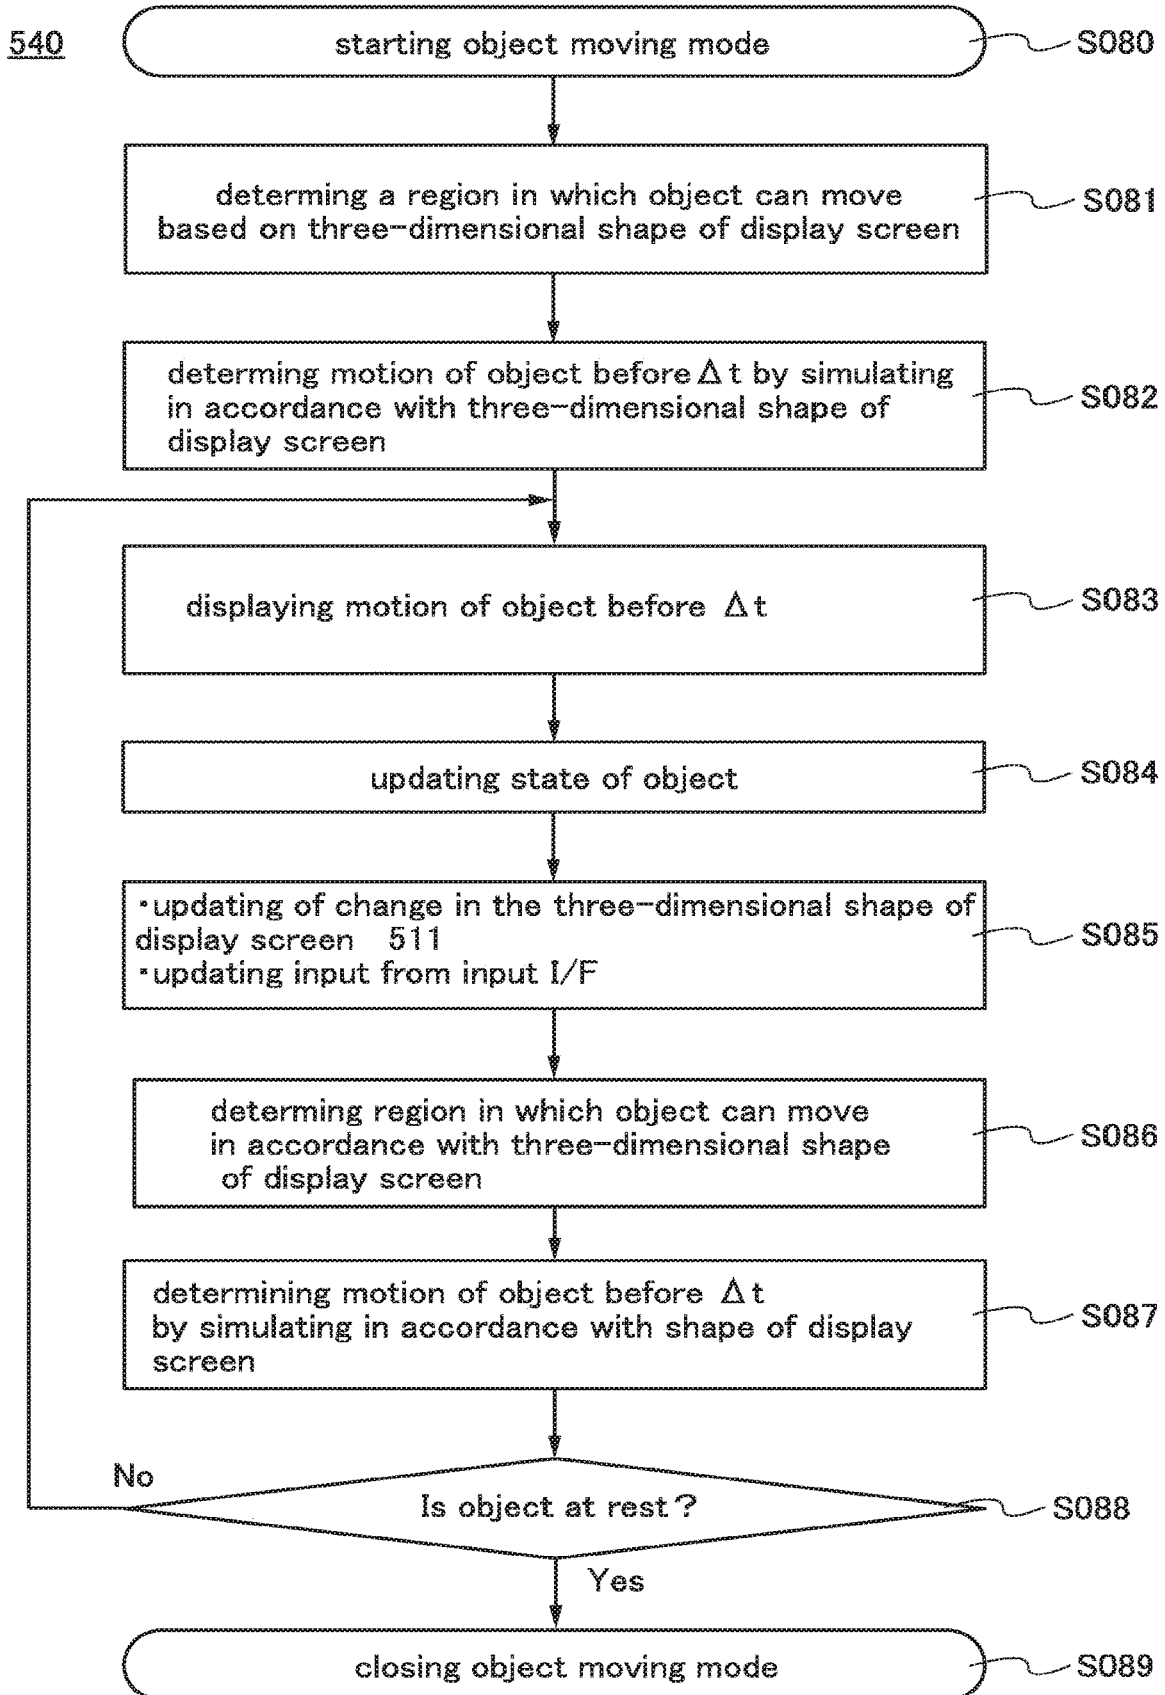 540
starting object moving mode
S080
determing a region in which object can move
based on three-dimensional shape of display screen
S081
determing motion of object before Δt by simulating
in accordance with three-dimensional shape of
display screen
S082
displaying motion of object before Δt
S083
updating state of object
S084
・updating of change in the three-dimensional shape of
display screen 511
・updating input from input I/F
S085
determing region in which object can move
in accordance with three-dimensional shape
of display screen
S086
determining motion of object before Δt
by simulating in accordance with shape of display
screen
S087
No
Is object at rest?
S088
Yes
closing object moving mode
S089